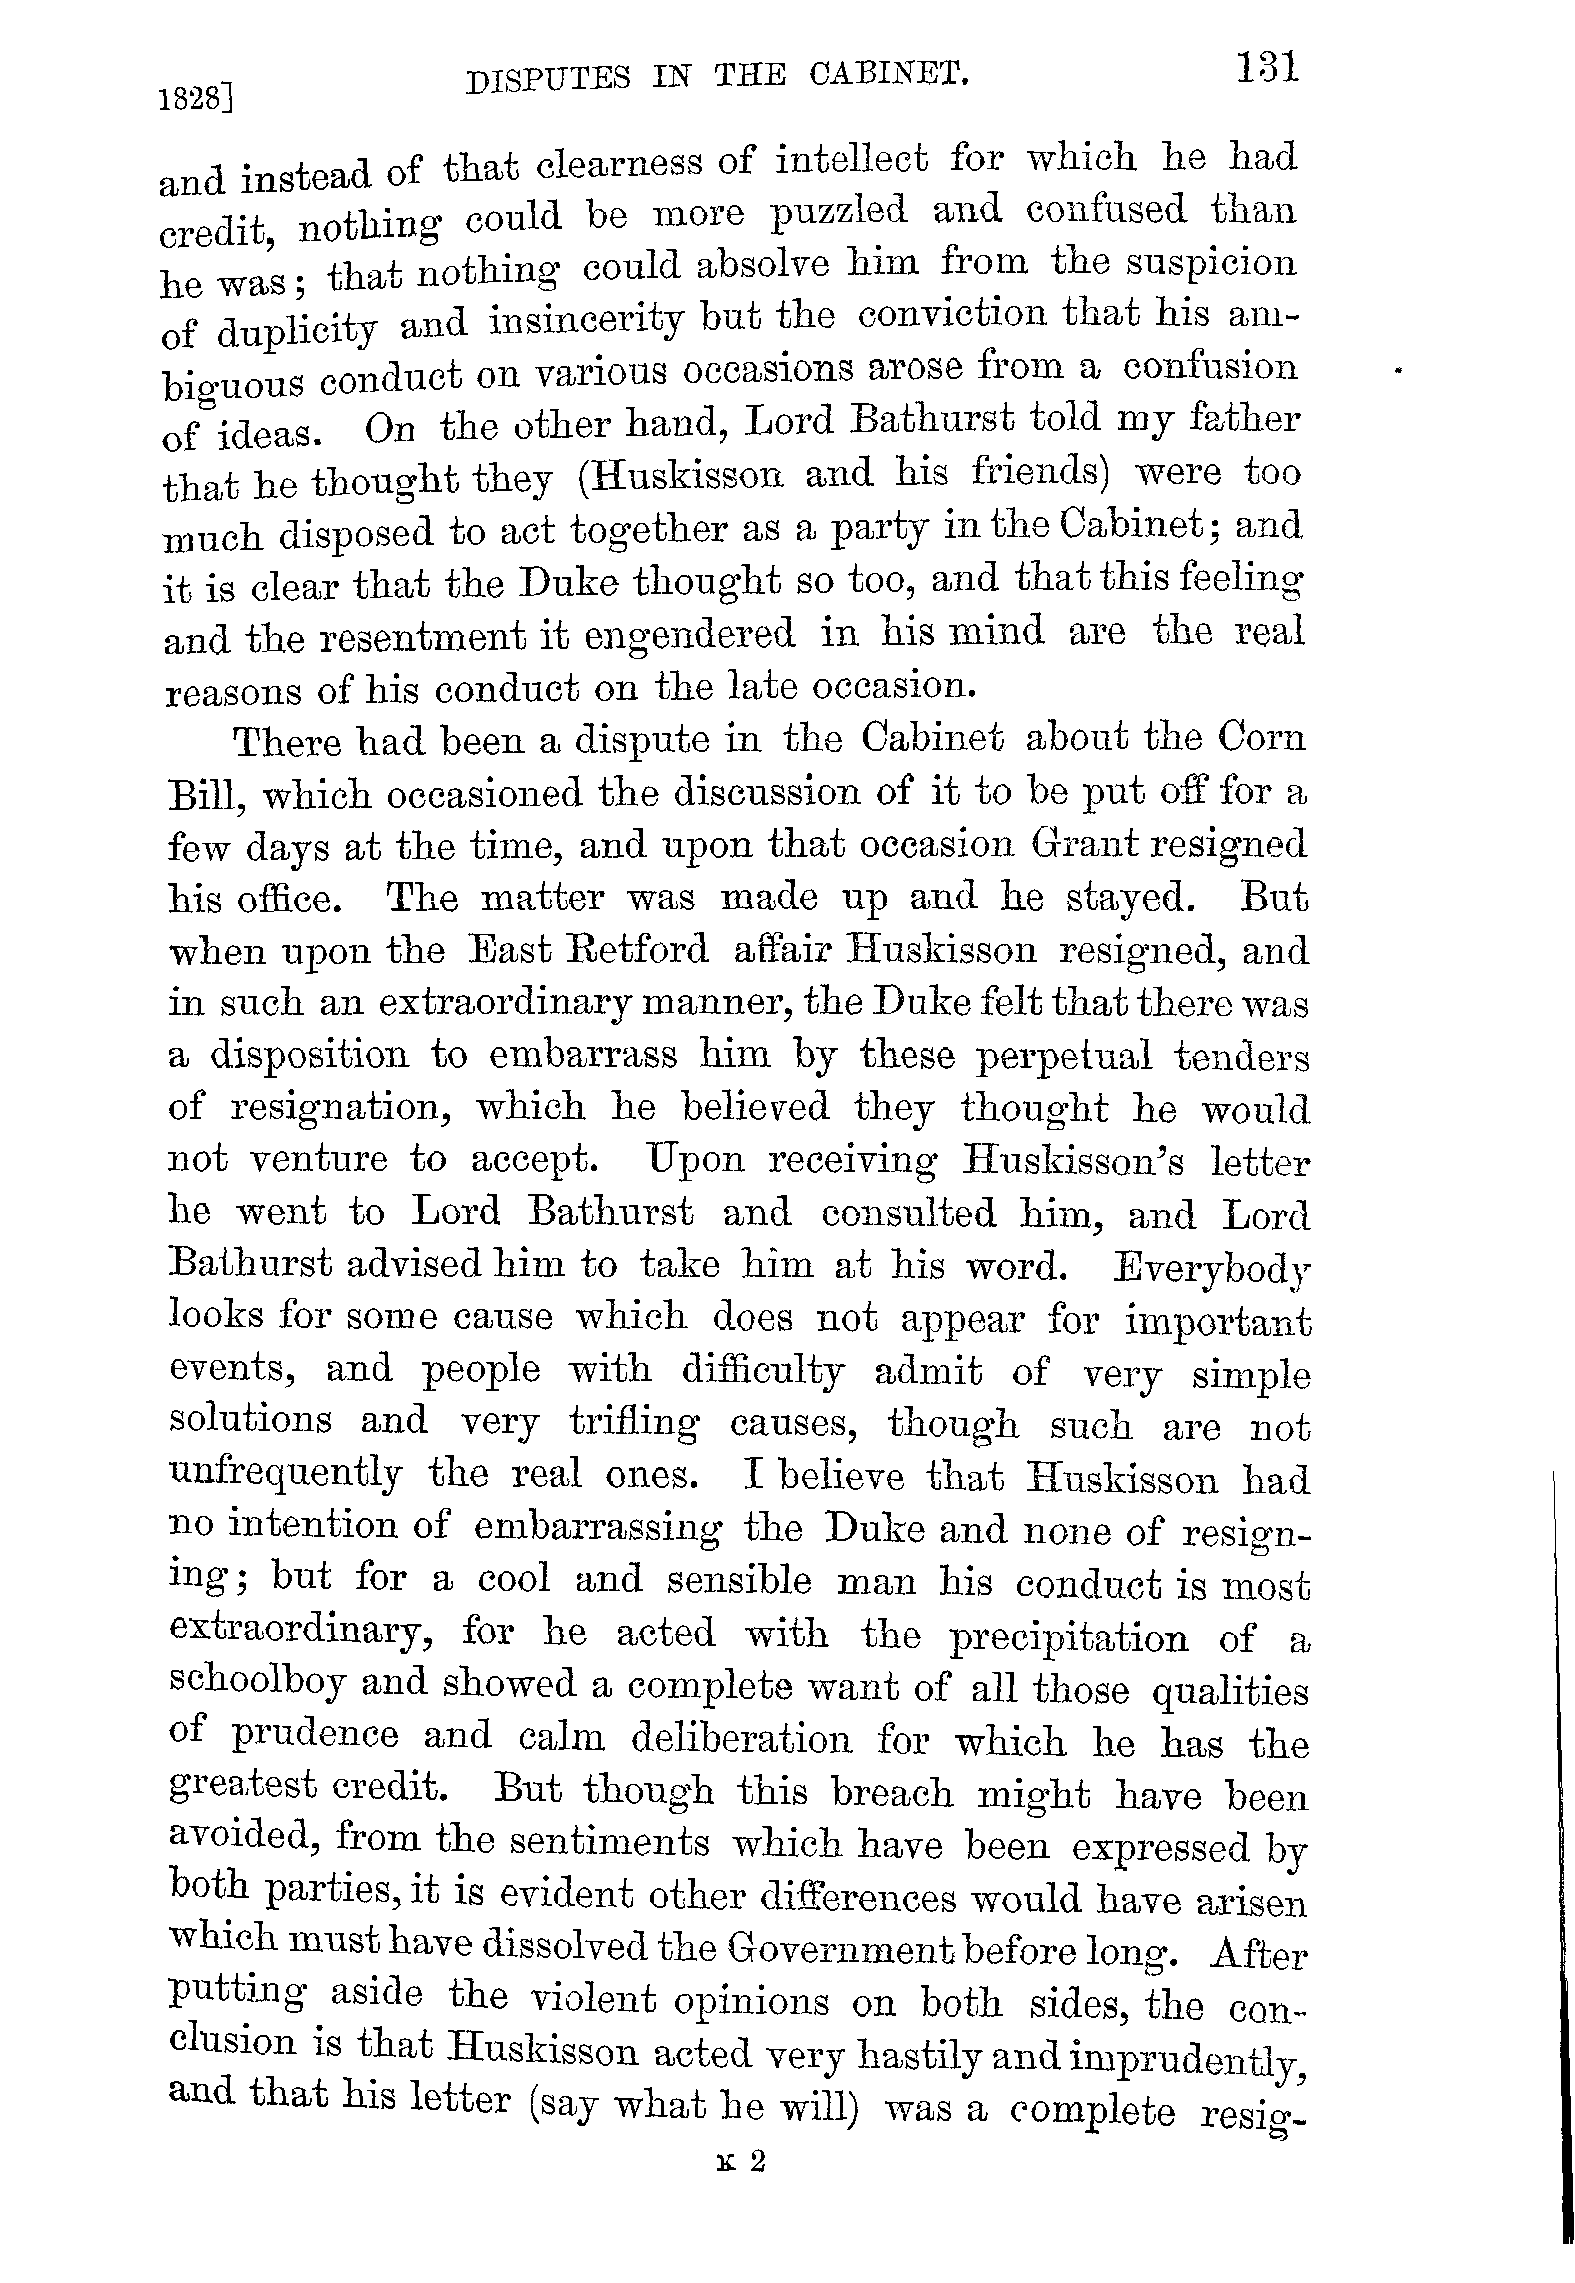 1828] DISPUTES IN THE CABINET. 131
and instead of that clearness of intellect for which he had
credit, nothing could be more puzzled and confused than
he was; that nothing could absolve him from the suspicion
of duplicity and insincerity but the conviction that his am-
biguous conduct on various occasions arose from a confusion
of ideas. On the other hand, Lord Bathurst told my father
that he thought they (Huskisson and his friends) were too
much disposed to act together as a party in the Cabinet; and
it is clear that the Duke thought so too, and that this feeling
and the resentment it engendered in his mind are the real
reasons of his conduct on the late occasion.
There had been a dispute in the Cabinet about the Corn
Bill, which occasioned the discussion of it to be put off for a
few days at the time, and upon that occasion Grant resigned
his office. The matter was made up and he stayed. But
when upon the East Retford affair Huskisson resigned, and
in such an extraordinary manner, the Duke felt that there was
a disposition to embarrass him by these perpetual tenders
of resignation, which he believed they thought he would
not venture to accept. Upon receiving Huskisson's letter
he went to Lord Bathurst and consulted him, and Lord
Bathurst advised him to take him at his word. Everybody
looks for some cause which does not appear for important
events, and people with difficulty admit of very simple
solutions and very trifling causes, though such are not
unfrequently the real ones. I believe that Huskisson had
no intention of embarrassing the Duke and none of resign-
ing; but for a cool and sensible man his conduct is most
extraordinary, for he acted with the precipitation of a
schoolboy and showed a complete want of all those qualities
of prudence and calm deliberation for which he has the
greatest credit. But though this breach might have been
avoided, from the sentiments which have been expressed by
both parties, it is evident other differences would have arisen
which must have dissolved the Government before long. After
putting aside the violent opinions on both sides, the con-
clusion is that Huskisson acted very hastily and imprudently,
and that his letter (say what he will) was a complete resig-
K 2